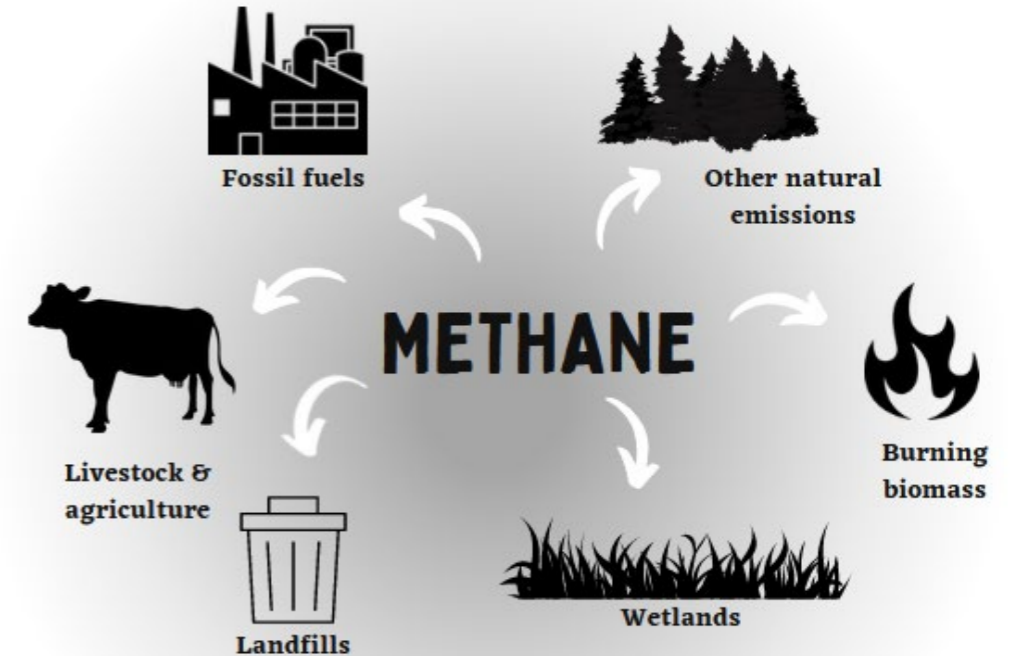 Fossil fuels
Other natural
emissions
METHANE
Livestock &
agriculture
Burning
biomass
Landfills
Wetlands